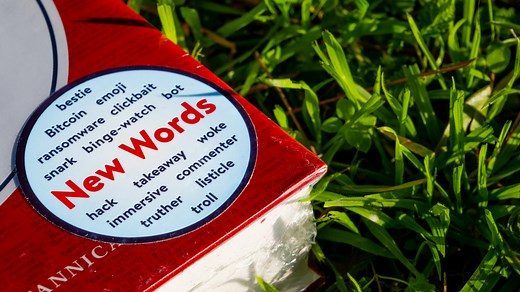 bestie
Bitcoin emoji
ransomware clickbait
snark binge-watch bot
New Words
hack takeaway woke
immersive commenter
truther listicle
troll
ANNICA